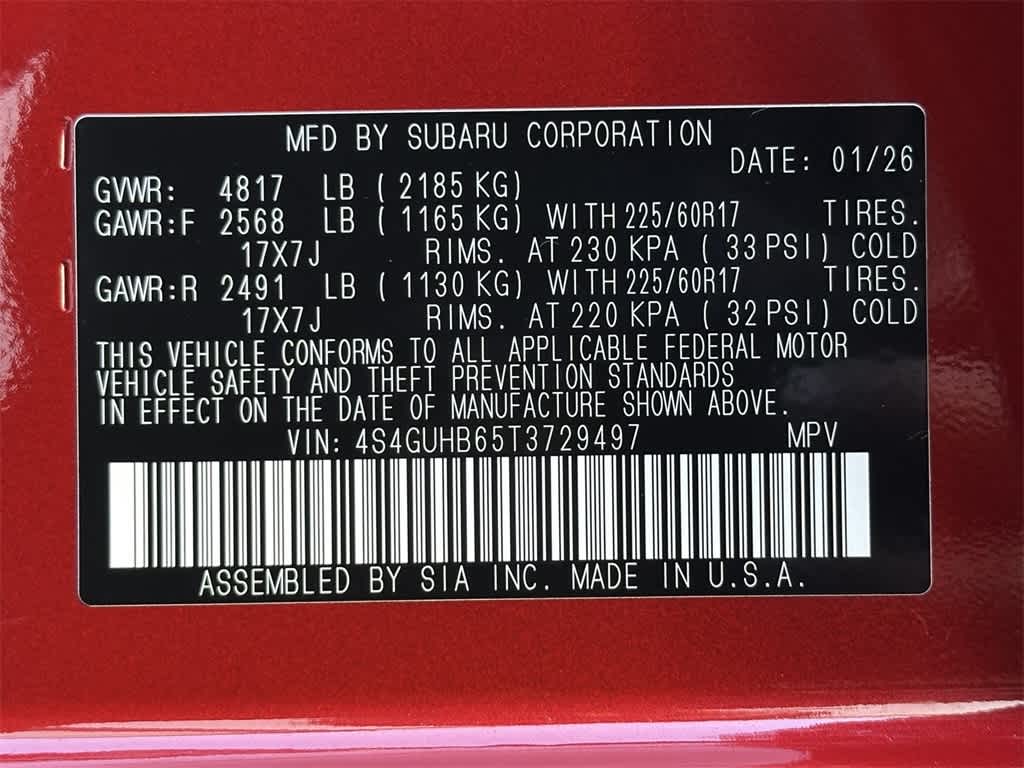 MFD BY SUBARU CORPORATION
DATE: 01/26
GVWR: 4817 LB ( 2185 KG)
GAWR:F 2568 LB ( 1165 KG) WITH 225/60R17 TIRES.
17X7J RIMS. AT 230 KPA ( 33 PSI) COLD
GAWR:R 2491 LB ( 1130 KG) WITH 225/60R17 TIRES.
17X7J RIMS. AT 220 KPA ( 32 PSI) COLD
THIS VEHICLE CONFORMS TO ALL APPLICABLE FEDERAL MOTOR
VEHICLE SAFETY AND THEFT PREVENTION STANDARDS
IN EFFECT ON THE DATE OF MANUFACTURE SHOWN ABOVE.
VIN: 4S4GUHB65T3729497 MPV
ASSEMBLED BY SIA INC. MADE IN U.S.A.